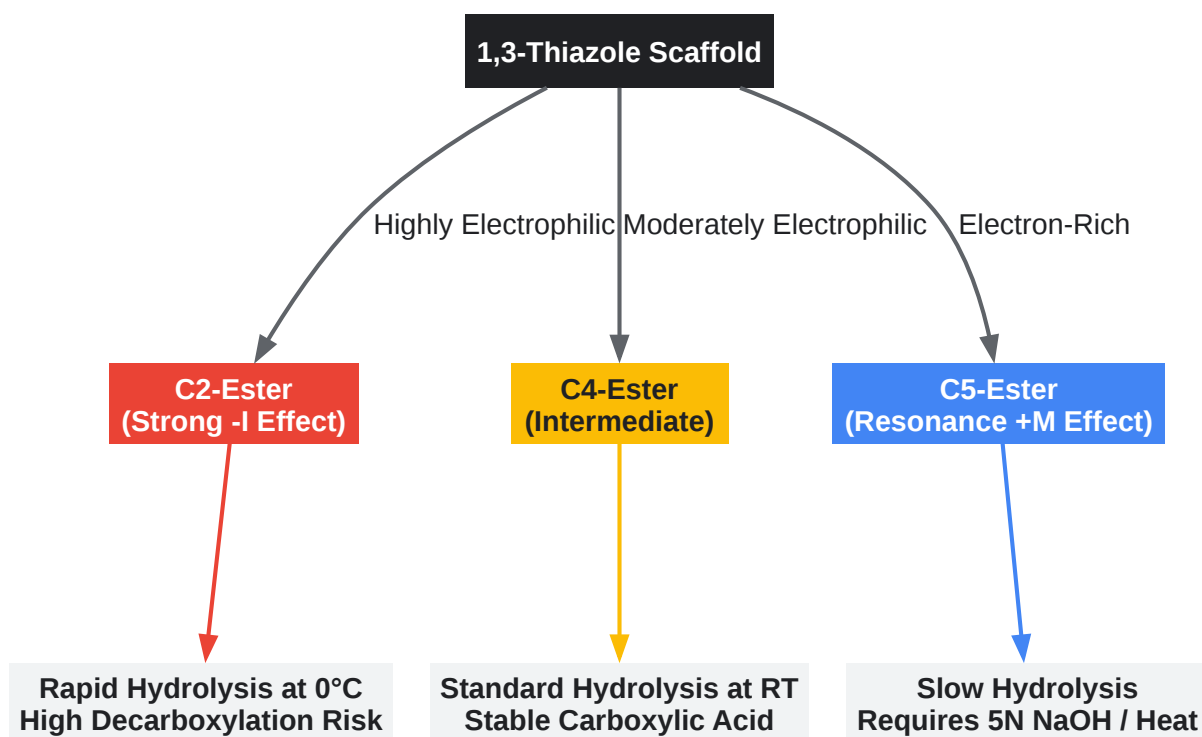 1,3-Thiazole Scaffold
Highly Electrophilic
Moderately Electrophilic
Electron-Rich
C2-Ester
(Strong -I Effect)
C4-Ester
(Intermediate)
C5-Ester
(Resonance +M Effect)
Rapid Hydrolysis at 0°C
High Decarboxylation Risk
Standard Hydrolysis at RT
Stable Carboxylic Acid
Slow Hydrolysis
Requires 5N NaOH / Heat